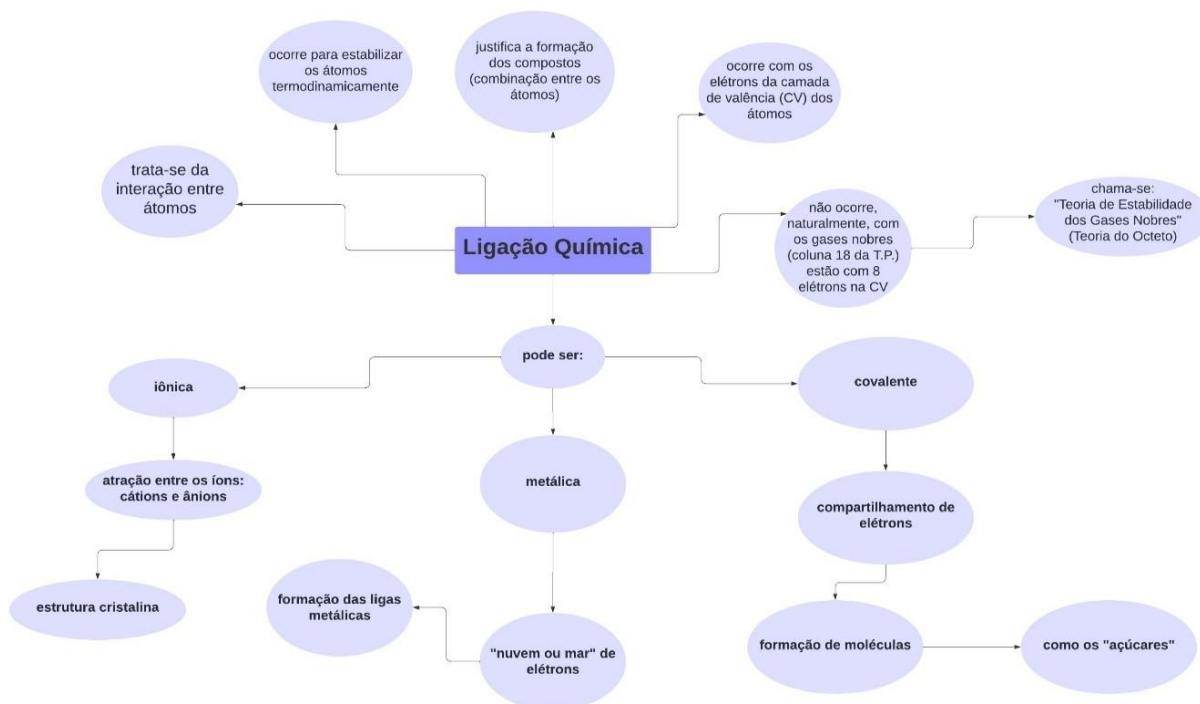 ocorre para estabilizar
os átomos
termodinamicamente
justifica a formação
dos compostos
(combinação entre os
átomos)
ocorre com os
elétrons da camada
de valência (CV) dos
átomos
trata-se da
interação entre
átomos
Ligação Química
não ocorre,
naturalmente, com
os gases nobres
(coluna 18 da T.P.)
estão com 8
elétrons na CV
chama-se:
"Teoria de Estabilidade
dos Gases Nobres"
(Teoria do Octeto)
pode ser:
iônica
atração entre os íons:
cátions e ânions
estrutura cristalina
metálica
"nuvem ou mar" de
elétrons
formação das ligas
metálicas
covalente
compartilhamento de
elétrons
formação de moléculas
como os "açúcares"